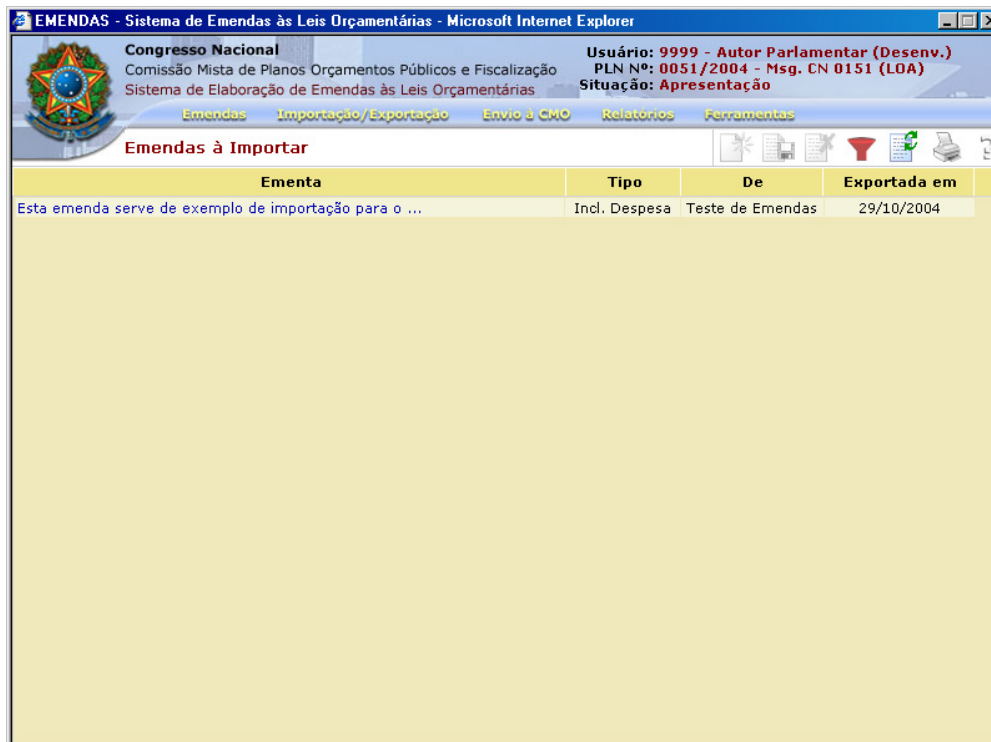 EMENDAS - Sistema de Emendas às Leis Orçamentárias - Microsoft Internet Explorer
Congresso Nacional
Comissão Mista de Planos Orçamentos Públicos e Fiscalização
Sistema de Elaboração de Emendas às Leis Orçamentárias
Usuário: 9999 - Autor Parlamentar (Desenv.)
PLN Nº: 0051/2004 - Msg. CN 0151 (LOA)
Situação: Apresentação
Emendas Importação/Exportação Envio à CMO Relatórios Ferramentas
Emendas à Importar
Ementa Tipo De Exportada em
Esta emenda serve de exemplo de importação para o ... Incl. Despesa Teste de Emendas 29/10/2004